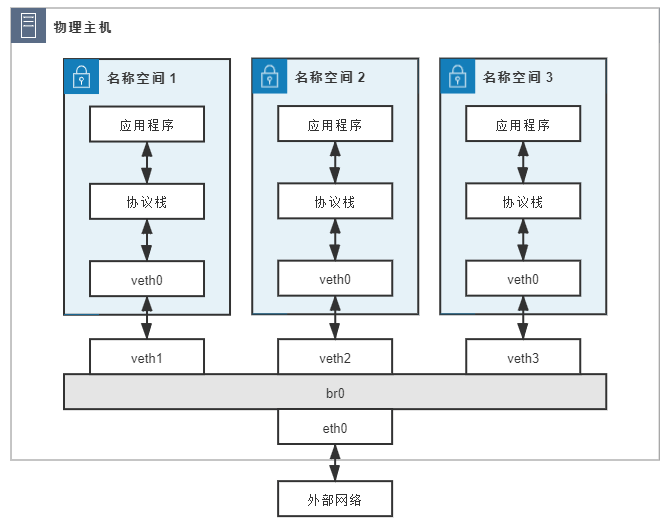 物理主机
名称空间 1
名称空间 2
名称空间 3
应用程序
应用程序
应用程序
协议栈
协议栈
协议栈
veth0
veth0
veth0
veth1
veth2
veth3
br0
eth0
外部网络